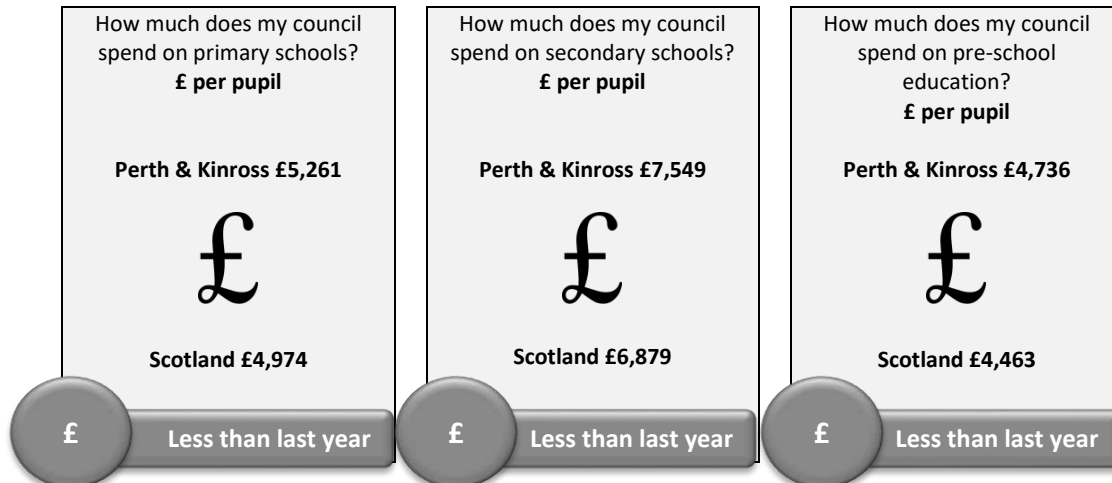 How much does my council
spend on primary schools?
£ per pupil
Perth & Kinross £5,261
£
Scotland £4,974
£
Less than last year
How much does my council
spend on secondary schools?
£ per pupil
Perth & Kinross £7,549
£
Scotland £6,879
£
Less than last year
How much does my council
spend on pre-school
education?
£ per pupil
Perth & Kinross £4,736
£
Scotland £4,463
£
Less than last year